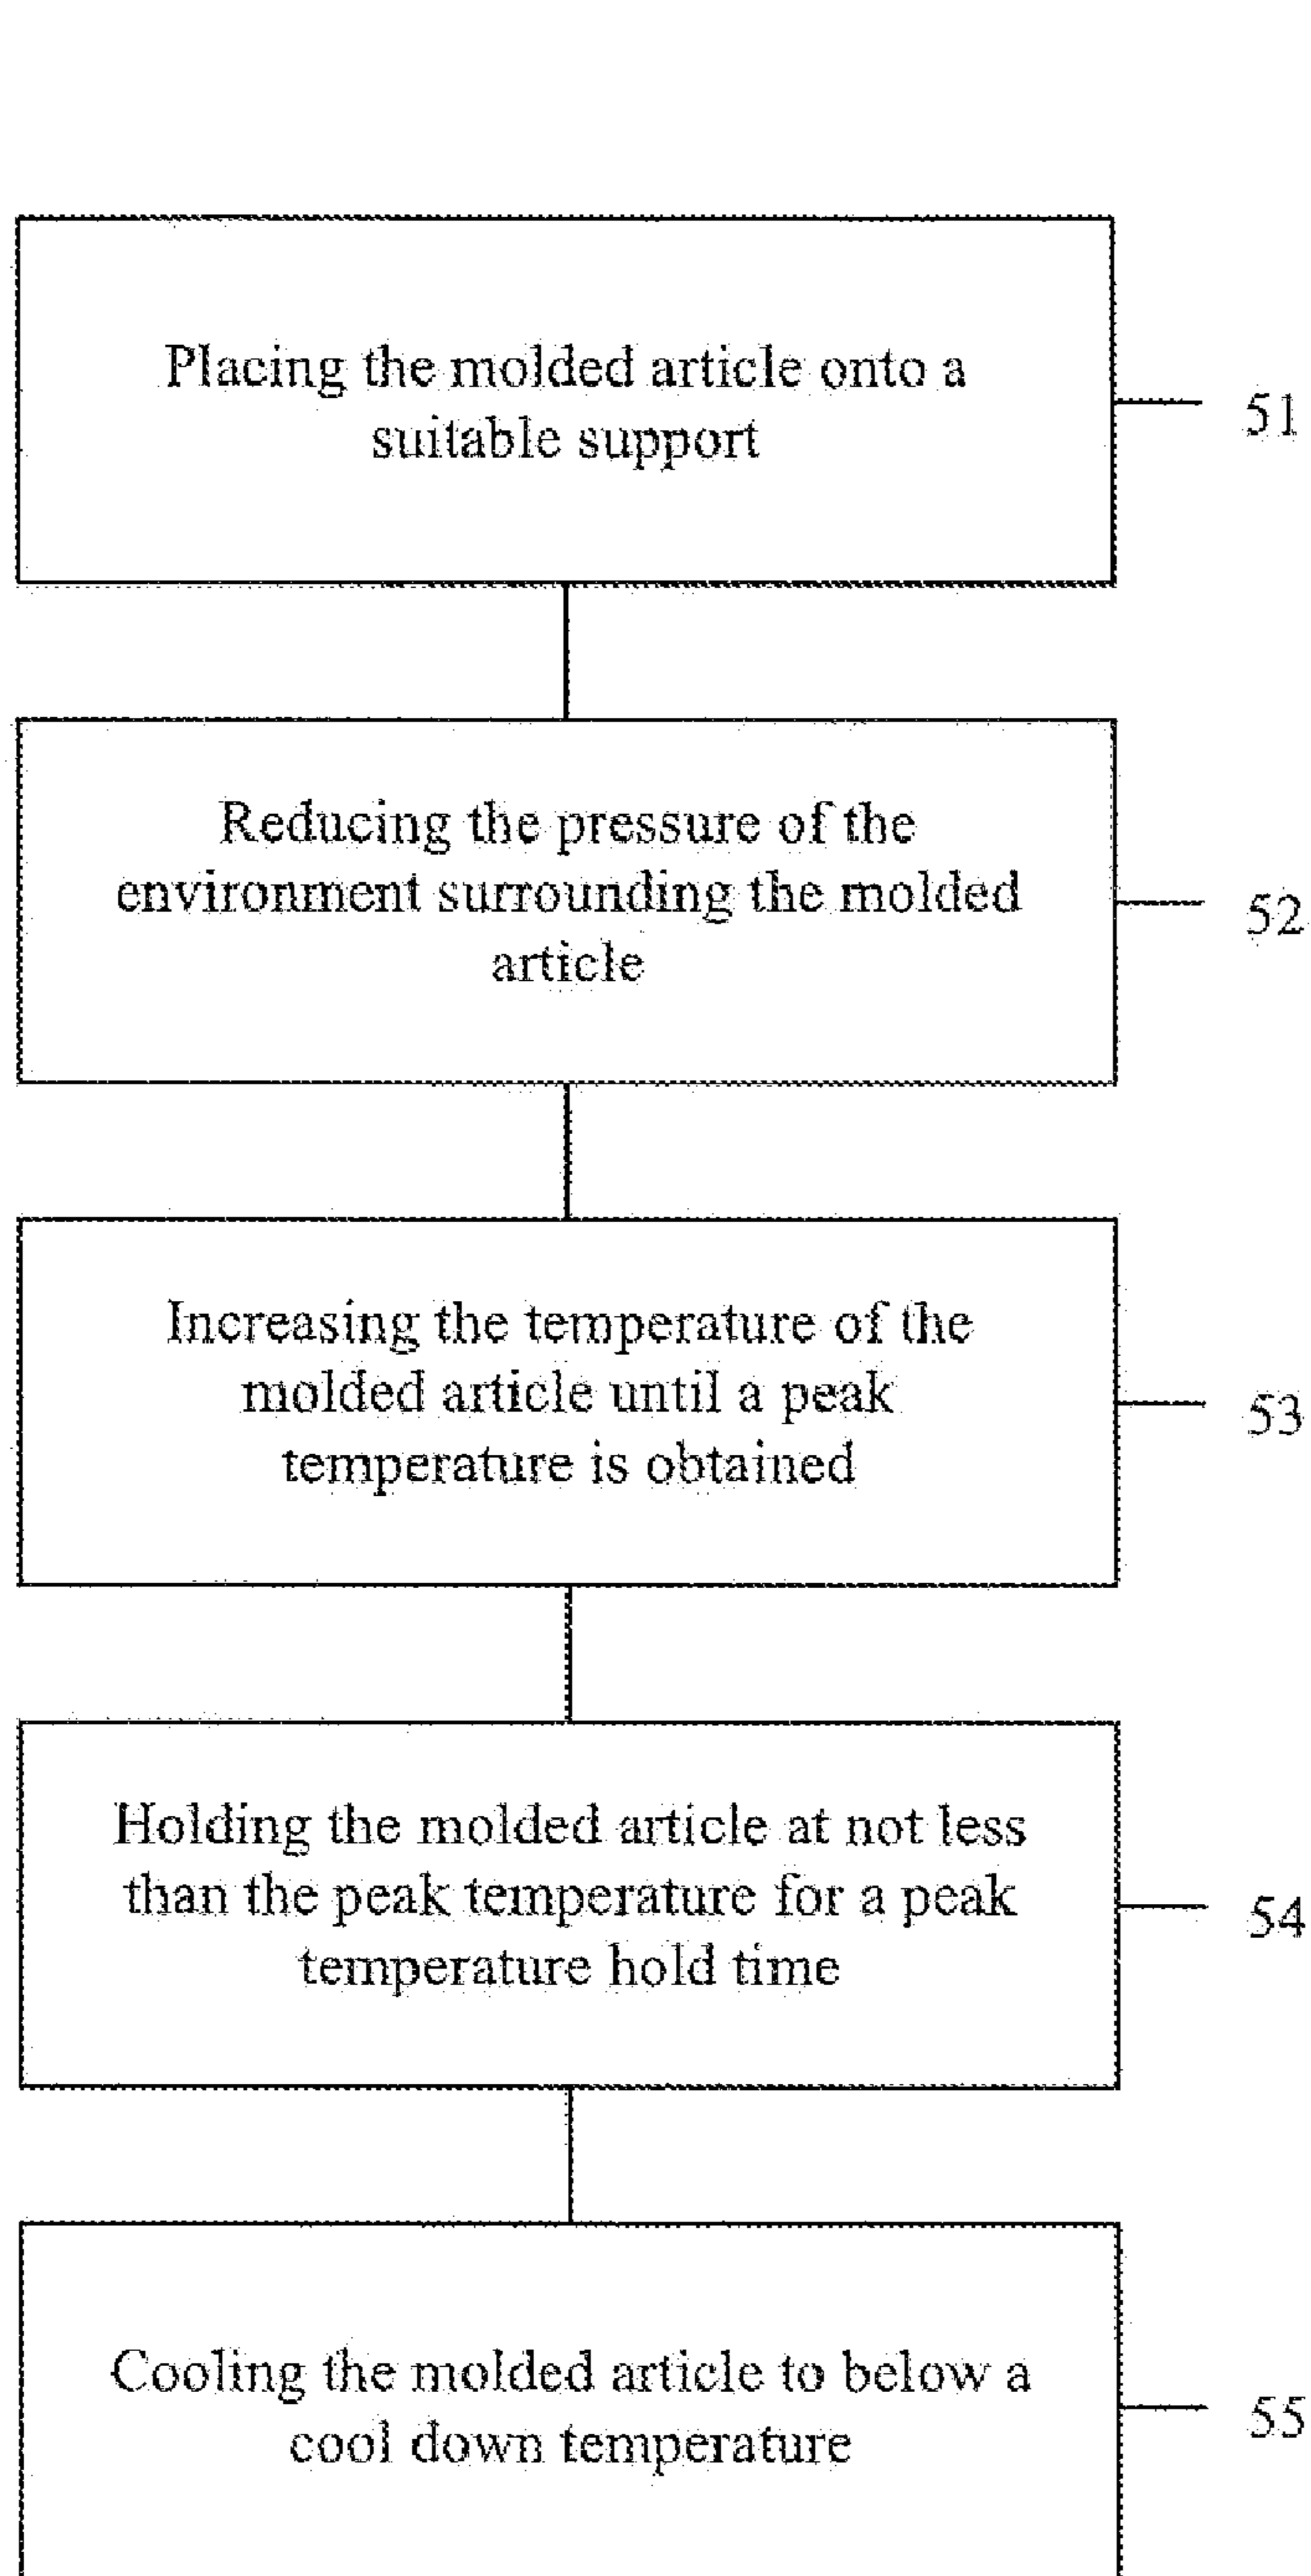 Placing the molded article onto a
suitable support
51
Reducing the pressure of the
environment surrounding the molded
article
52
Increasing the temperature of the
molded article until a peak
temperature is obtained
53
Holding the molded article at not less
than the peak temperature for a peak
temperature hold time
54
Cooling the molded article to below a
cool down temperature
55